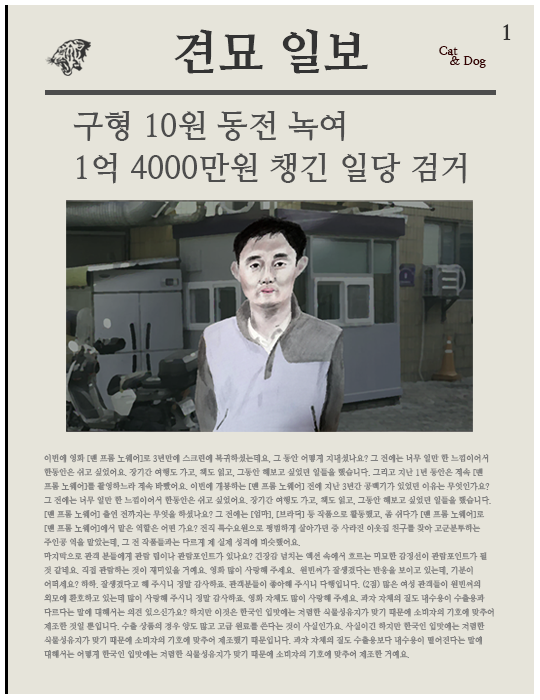 1
견묘 일보
Cat
& Dog
구형 10원 동전 녹여
1억 4000만원 챙긴 일당 검거
이번에 영화 [맨 프롬 노웨어]로 3년만에 스크린에 복귀하셨는데요, 그 동안 어떻게 지내셨나요? 그 전에는 너무 일만 한 느낌이어서
한동안은 쉬고 싶었어요. 장기간 여행도 가고, 책도 읽고, 그동안 해보고 싶었던 일들을 했습니다. 그리고 지난 1년 동안은 계속 [맨
프롬 노웨어]를 촬영하느라 계속 바빴어요. 이번에 개봉하는 [맨 프롬 노웨어] 전에 지난 3년간 공백기가 있었던 이유는 무엇인가요?
그 전에는 너무 일만 한 느낌이어서 한동안은 쉬고 싶었어요. 장기간 여행도 가고, 책도 읽고, 그동안 해보고 싶었던 일들을 했습니다.
[맨 프롬 노웨어] 출연 전까지는 무엇을 하셨나요? 그 전에는 [엄마], [브라더] 등 작품으로 활동했고, 좀 쉬다가 [맨 프롬 노웨어]로
[맨 프롬 노웨어]에서 맡은 역할은 어떤 가요? 전직 특수요원으로 평범하게 살아가던 중 사라진 이웃집 친구를 찾아 고군분투하는
주인공 역을 맡았는데, 그 전 작품들과는 다르게 제 실제 성격에 비슷했어요.
마지막으로 관객 분들에게 관람 팁이나 관람포인트가 있나요? 긴장감 넘치는 액션 속에서 흐르는 미묘한 감정선이 관람포인트가 될
것 같네요. 직접 관람하는 것이 재미있을 거예요. 영화 많이 사랑해 주세요. 원빈까가 잘생겼다는 반응을 보이고 있는데, 기분이
어떠세요? 하하. 잘생겼다고 해 주시니 정말 감사하죠. 관객분들이 좋아해 주시니 다행입니다. (2짐) 많은 여성 관객들이 원빈까의
외모에 환호하고 있는데 많이 사랑해 주시니 정말 감사하죠. 영화 자체도 많이 사랑해 주세요. 과자 자체의 질도 내수용이 수출용과
다르다는 말에 대해서는 의견 있으신가요? 하지만 이것은 한국인 입맛에는 저렴한 식물성유지가 맞기 때문에 소비자의 기호에 맞추어
제조한 것일 뿐입니다. 수출 상품의 경우 양도 많고 고급 원료를 쓴다는 것이 사실인가요. 사실이긴 하지만 한국인 입맛에는 저렴한
식물성유지가 맞기 때문에 소비자의 기호에 맞추어 제조했기 때문입니다. 과자 자체의 질도 수출용보다 내수용이 떨어진다는 말에
대해서는 어떻게 한국인 입맛에는 저렴한 식물성유지가 맞기 때문에 소비자의 기호에 맞추어 제조한 거예요.